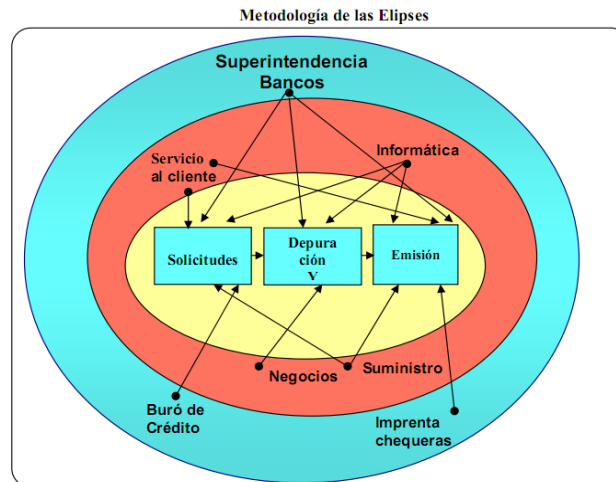 Metodología de las Elipses
Superintendencia
Bancos
Servicio
al cliente
Informática
Solicitudes
Depura
ción
Y
Emisión
Negocios
Suministro
Buró de
Crédito
Imprenta
chequeras